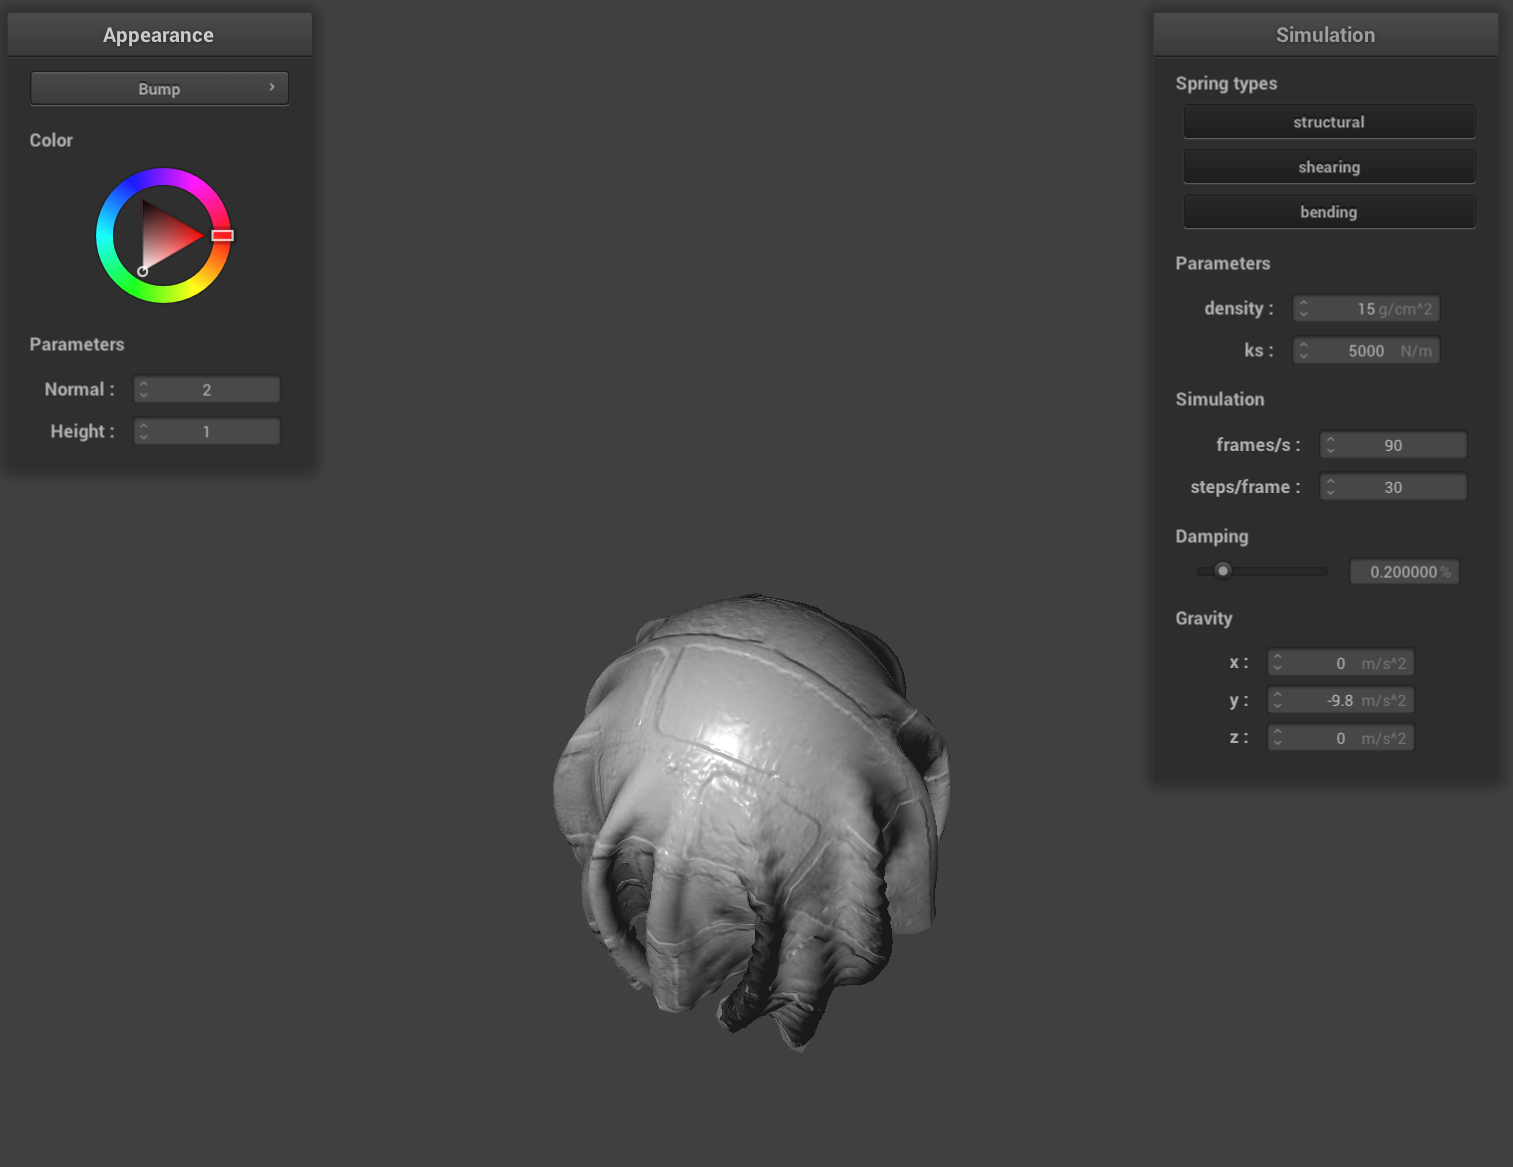 Appearance
Bump
Color
Parameters
Normal :
2
Height :
1
Simulation
Spring types
structural
shearing
bending
Parameters
density :
15 g/cm^2
ks :
5000 N/m
Simulation
frames/s :
90
steps/frame :
30
Damping
0.200000 %
Gravity
x :
0 m/s^2
y :
-9.8 m/s^2
z :
0 m/s^2